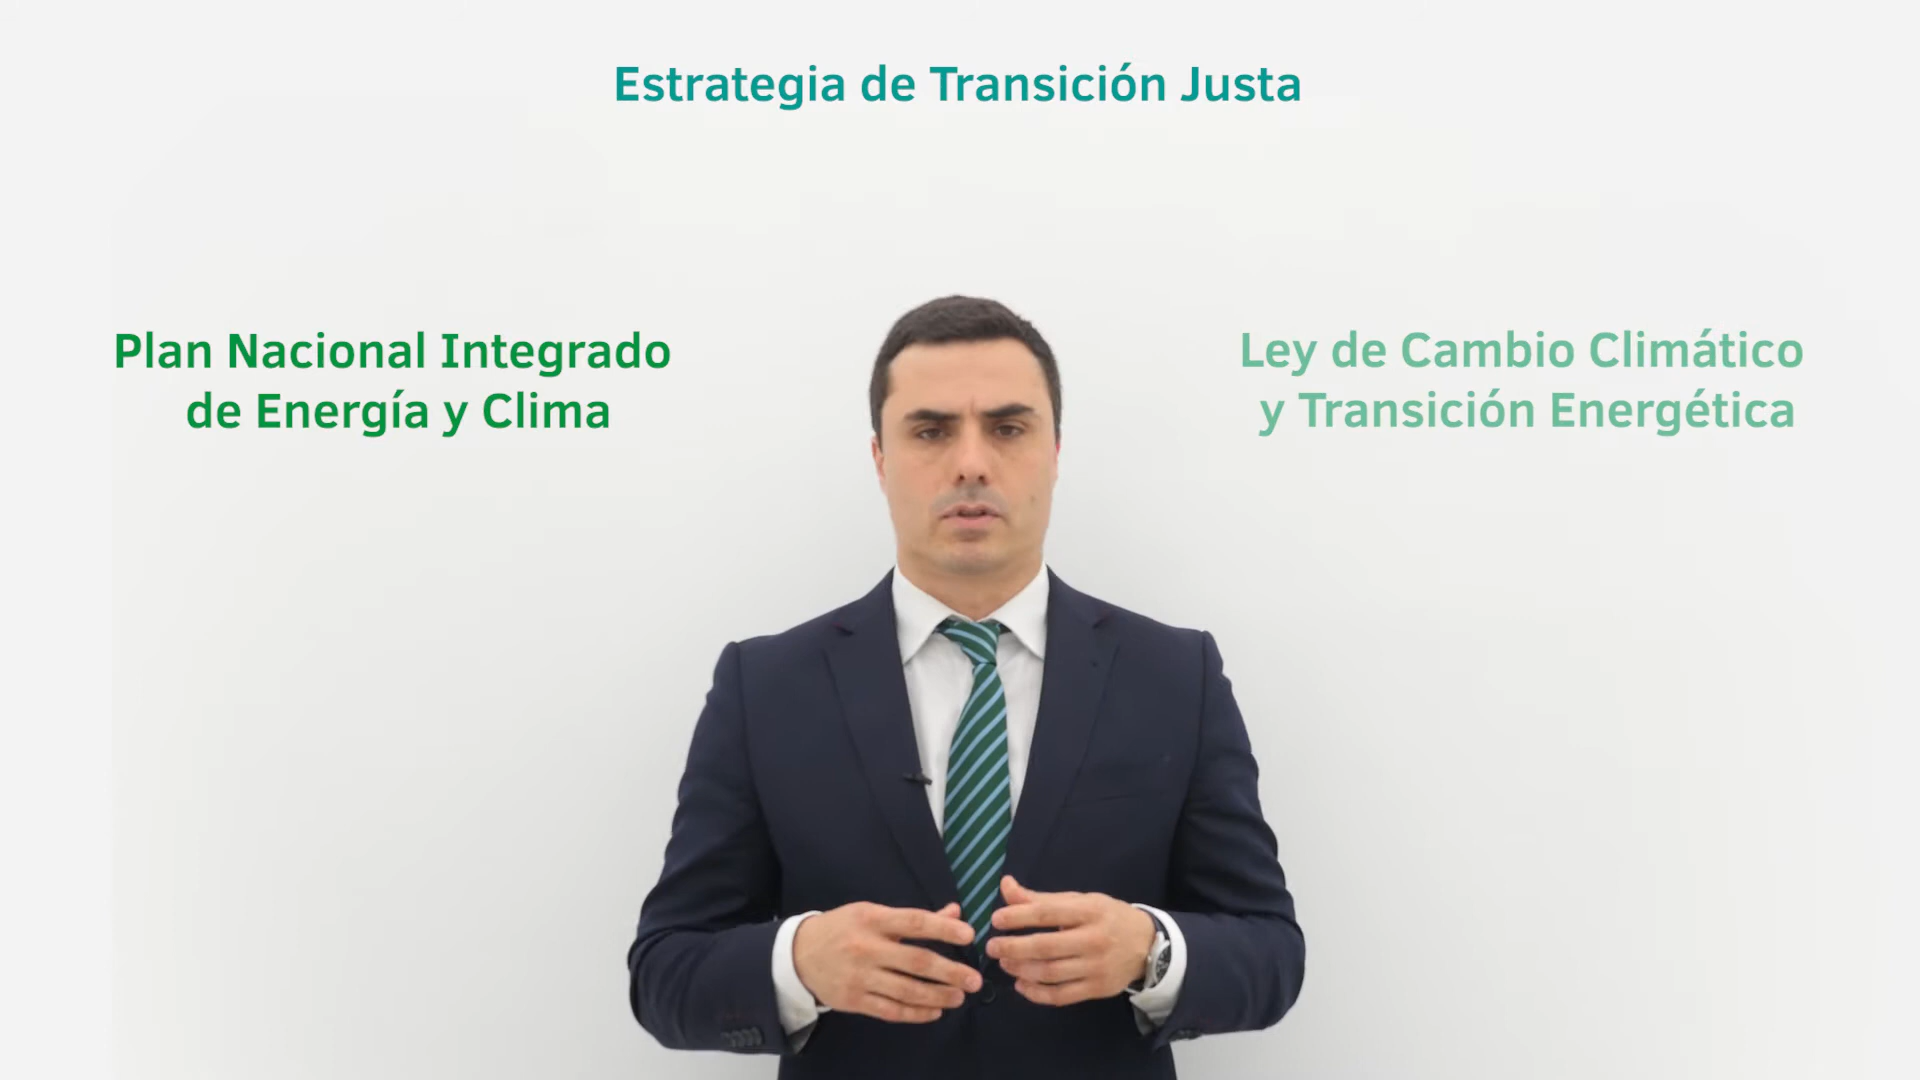 Estrategia de Transición Justa
Plan Nacional Integrado
de Energía y Clima
Ley de Cambio Climático
y Transición Energética